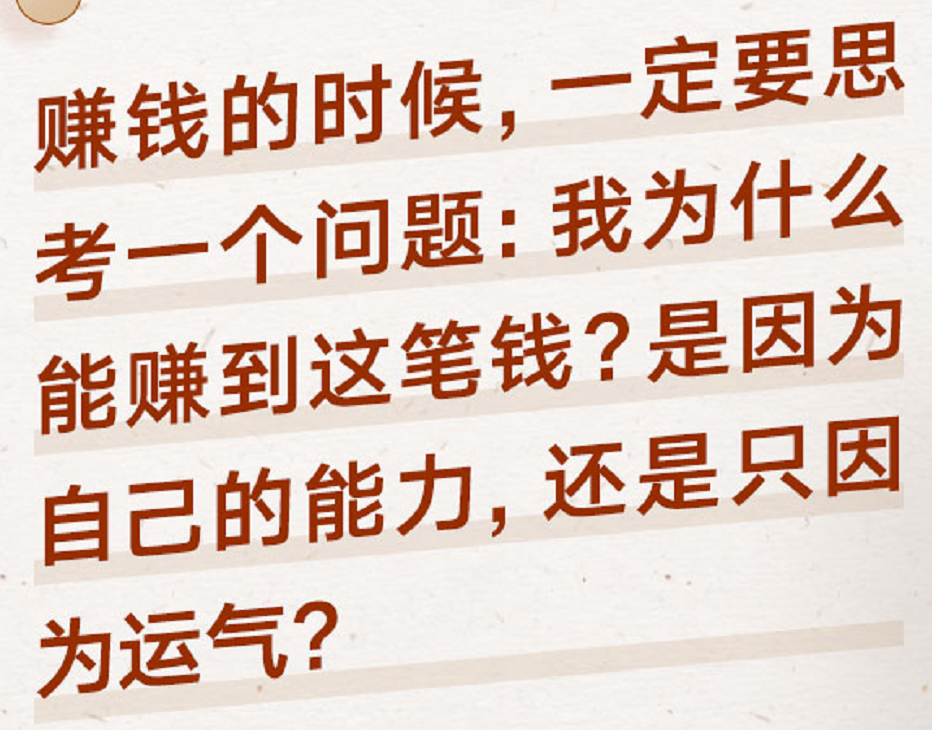 赚钱的时候，一定要思
考一个问题：我为什么
能赚到这笔钱？是因为
自己的能力，还是只因
为运气？